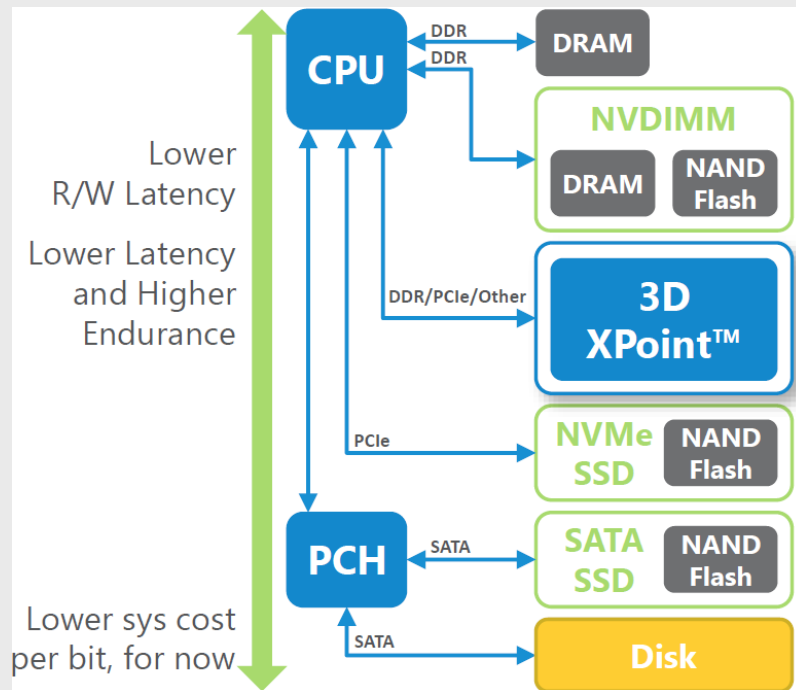 CPU
DDR
DDR
DRAM
NVDIMM
DRAM
NAND
Flash
Lower
R/W Latency
Lower Latency
and Higher
Endurance
DDR/PCIe/Other
3D
XPoint™
PCIe
NVMe
SSD
NAND
Flash
PCH
SATA
SATA
SSD
NAND
Flash
Lower sys cost
per bit, for now
SATA
Disk